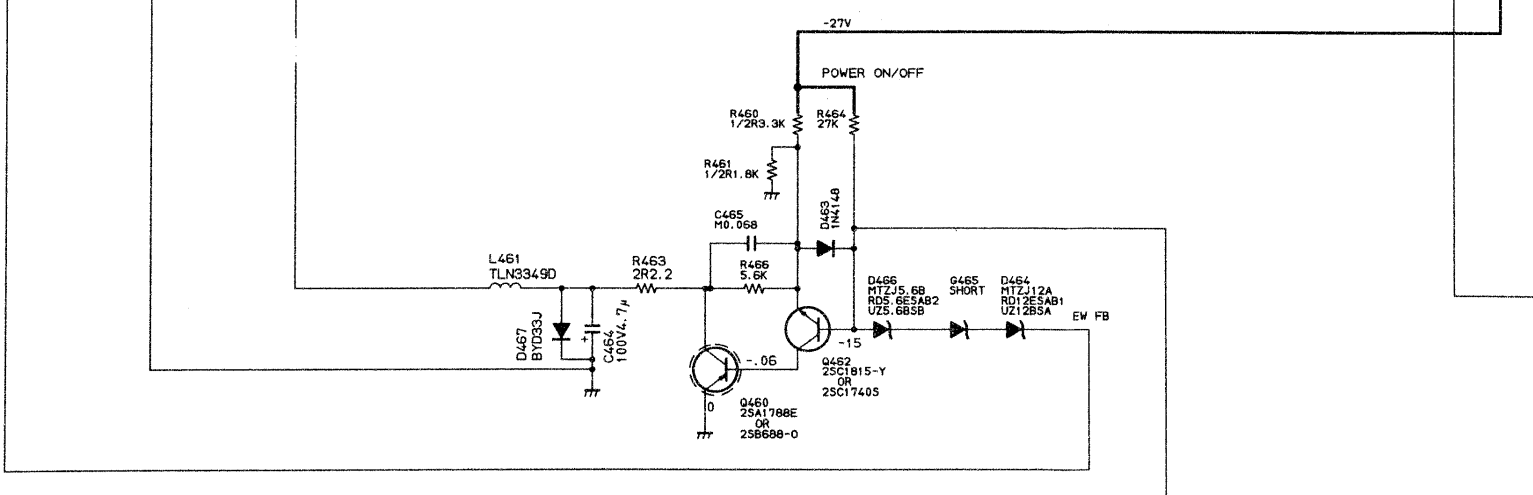 -27V
POWER ON/OFF
R460
1/2R3.3K
R464
27K
R461
1/2R1.8K
D463
1N4148
C465
M0.068
L461
TLN3349D
R463
2R2.2
R466
5.6K
D466
MTZJ5.6B
RD5.6ESAB2
UZ5.6BSB
G465
SHORT
D464
MTZJ12A
RD12ESAB1
UZ12BSA
EW FB
D467
BYD33J
+
C464
100V4.7μ
-15
-.06
Q462
2SC1815-Y
OR
2SC1740S
0
Q460
2SA1788E
OR
2SB688-O